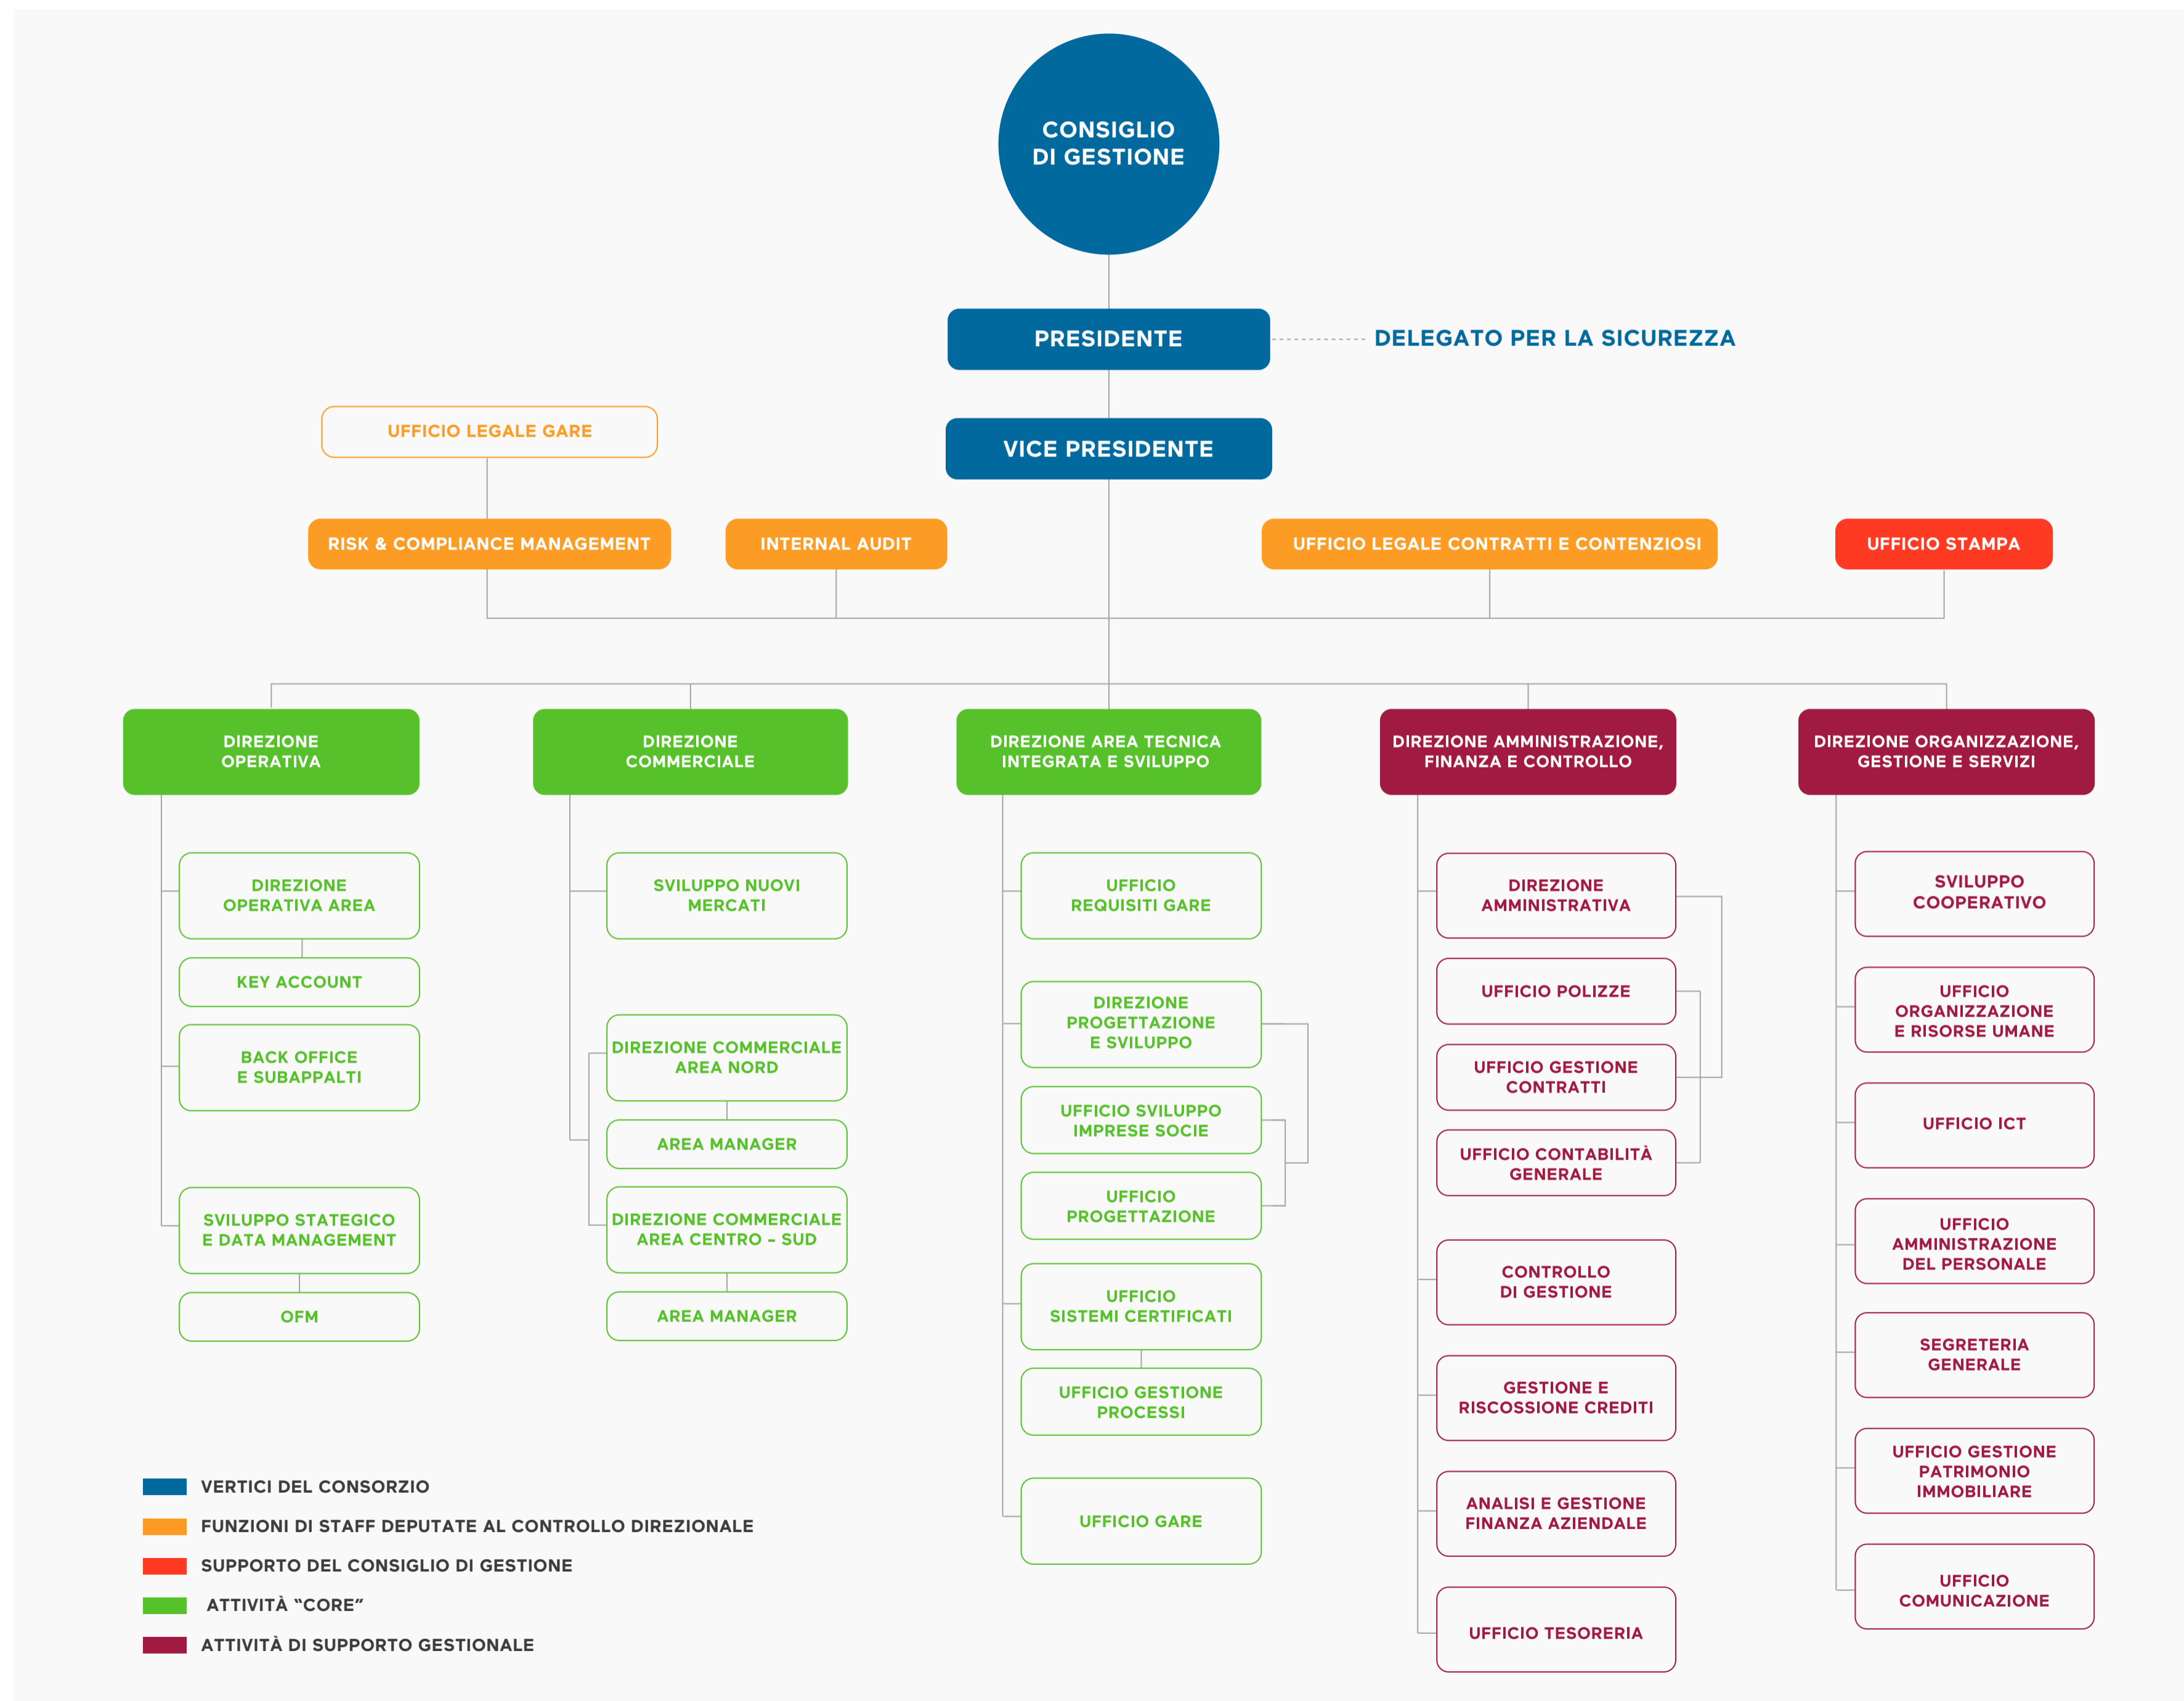 CONSIGLIO
DI GESTIONE
PRESIDENTE
DELEGATO PER LA SICUREZZA
VICE PRESIDENTE
UFFICIO LEGALE GARE
RISK & COMPLIANCE MANAGEMENT
INTERNAL AUDIT
UFFICIO LEGALE CONTRATTI E CONTENZIOSI
UFFICIO STAMPA
DIREZIONE
OPERATIVA
DIREZIONE
OPERATIVA AREA
KEY ACCOUNT
BACK OFFICE
E SUBAPPALTI
SVILUPPO STATEGICO
E DATA MANAGEMENT
OFM
DIREZIONE
COMMERCIALE
SVILUPPO NUOVI
MERCATI
DIREZIONE COMMERCIALE
AREA NORD
AREA MANAGER
DIREZIONE COMMERCIALE
AREA CENTRO - SUD
AREA MANAGER
DIREZIONE AREA TECNICA
INTEGRATA E SVILUPPO
UFFICIO
REQUISITI GARE
DIREZIONE
PROGETTAZIONE
E SVILUPPO
UFFICIO SVILUPPO
IMPRESE SOCIE
UFFICIO
PROGETTAZIONE
UFFICIO
SISTEMI CERTIFICATI
UFFICIO GESTIONE
PROCESSI
UFFICIO GARE
DIREZIONE AMMINISTRAZIONE,
FINANZA E CONTROLLO
DIREZIONE
AMMINISTRATIVA
UFFICIO POLIZZE
UFFICIO GESTIONE
CONTRATTI
UFFICIO CONTABILITÀ
GENERALE
CONTROLLO
DI GESTIONE
GESTIONE E
RISCOSSIONE CREDITI
ANALISI E GESTIONE
FINANZA AZIENDALE
UFFICIO TESORERIA
DIREZIONE ORGANIZZAZIONE,
GESTIONE E SERVIZI
SVILUPPO
COOPERATIVO
UFFICIO
ORGANIZZAZIONE
E RISORSE UMANE
UFFICIO ICT
UFFICIO
AMMINISTRAZIONE
DEL PERSONALE
SEGRETERIA
GENERALE
UFFICIO GESTIONE
PATRIMONIO
IMMOBILIARE
UFFICIO
COMUNICAZIONE
VERTICI DEL CONSORZIO
FUNZIONI DI STAFF DEPUTATE AL CONTROLLO DIREZIONALE
SUPPORTO DEL CONSIGLIO DI GESTIONE
ATTIVITÀ “CORE”
ATTIVITÀ DI SUPPORTO GESTIONALE